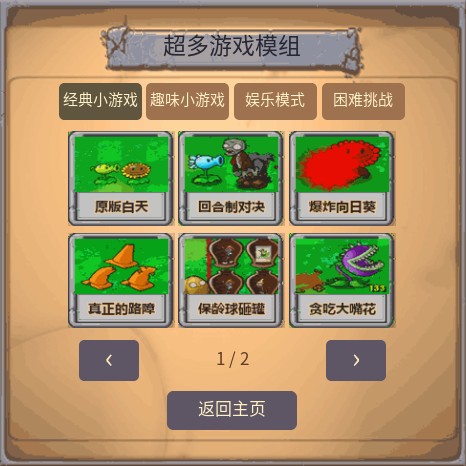 超多游戏模组
经典小游戏 趣味小游戏 娱乐模式 困难挑战
原版白天 回合制对决 爆炸向日葵
133
真正的路障 保龄球砸罐 贪吃大嘴花
‹ 1 / 2 ›
返回主页